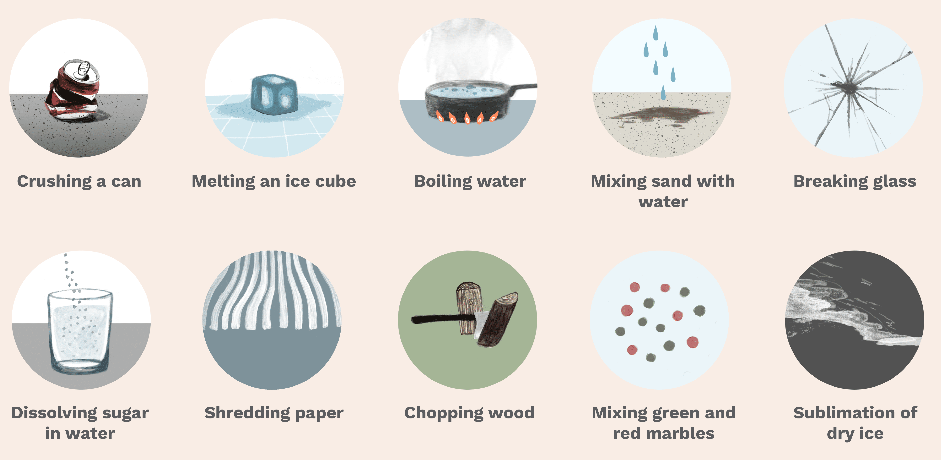 Crushing a can
Melting an ice cube
Boiling water
Mixing sand with
water
Breaking glass
Dissolving sugar
in water
Shredding paper
Chopping wood
Mixing green and
red marbles
Sublimation of
dry ice